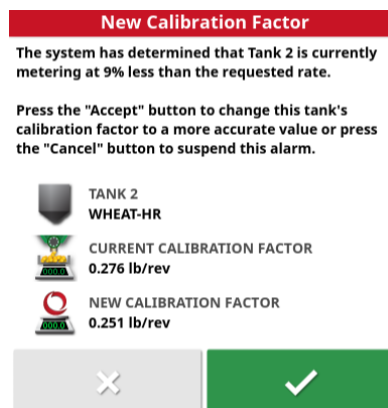 New Calibration Factor
The system has determined that Tank 2 is currently
metering at 9% less than the requested rate.
Press the "Accept" button to change this tank's
calibration factor to a more accurate value or press
the "Cancel" button to suspend this alarm.
TANK 2
WHEAT-HR
CURRENT CALIBRATION FACTOR
0.276 lb/rev
NEW CALIBRATION FACTOR
0.251 lb/rev